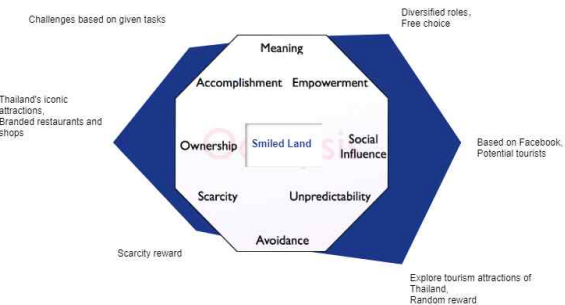 Challenges based on given tasks
Diversified roles,
Free choice
Meaning
Accomplishment
Empowerment
Thailand's iconic
attractions,
Branded restaurants and
shops
Ownership
Smiled Land
Social
Influence
Based on Facebook,
Potential tourists
Scarcity
Unpredictability
Avoidance
Scarcity reward
Explore tourism attractions of
Thailand,
Random reward